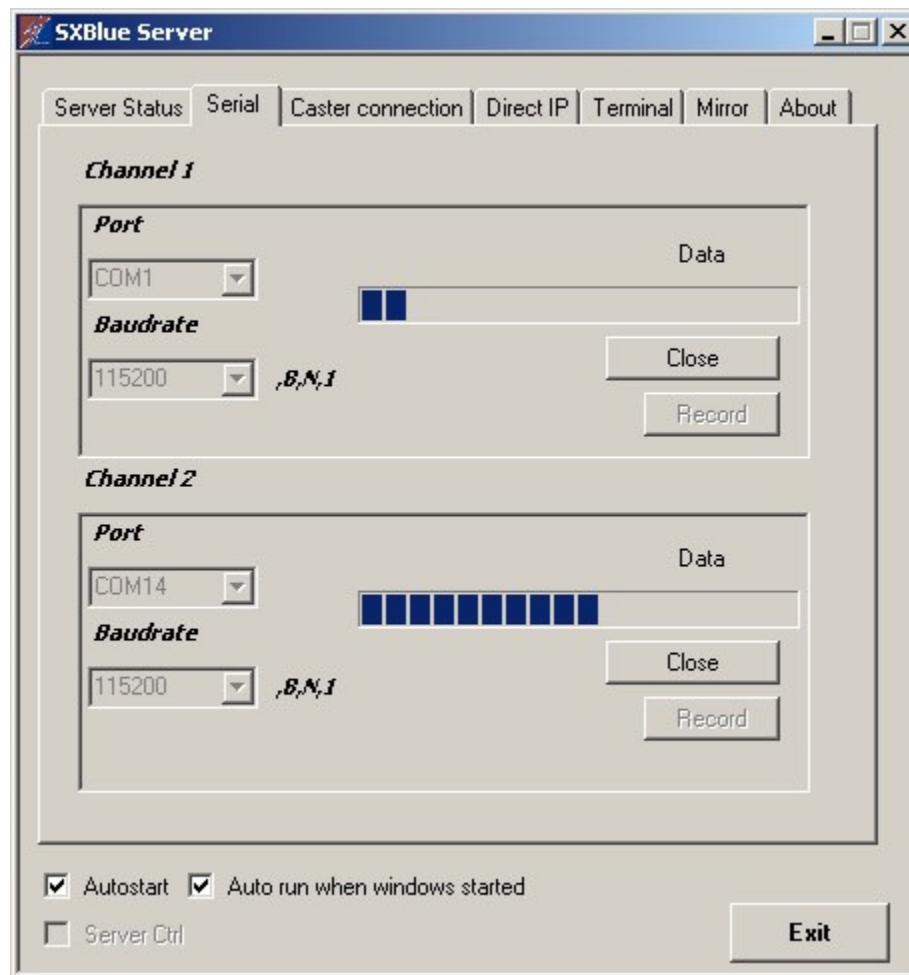 SXBlue Server
Server Status Serial Caster connection Direct IP Terminal Mirror About
Channel 1
Port
Data
COM1
Baudrate
Close
115200 ,8,N,1
Record
Channel 2
Port
Data
COM14
Baudrate
Close
115200 ,8,N,1
Record
Autostart Auto run when windows started
Server Ctrl
Exit